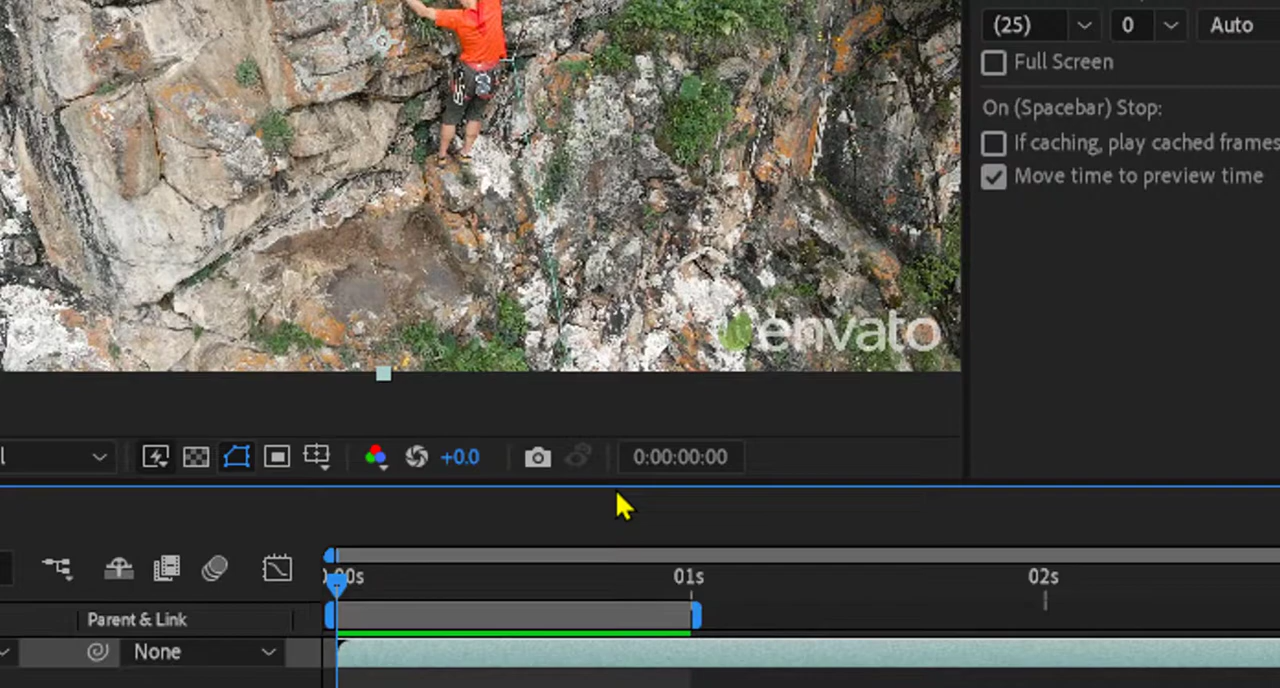 (25) 0 Auto
Full Screen
On (Spacebar) Stop:
If caching, play cached frames
Move time to preview time
envato
+0.0 0:00:00:00
00s 01s 02s
Parent & Link
None